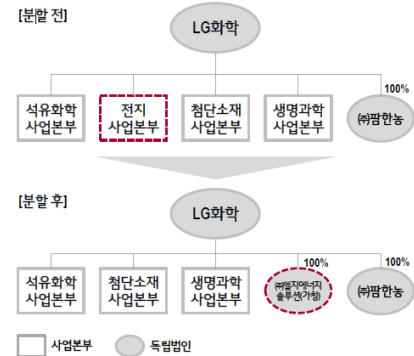 [분할 전]
LG화학
100%
석유화학
사업본부
전지
사업본부
첨단소재
사업본부
생명과학
사업본부
㈜팜한농
[분할 후]
LG화학
100%
100%
석유화학
사업본부
첨단소재
사업본부
생명과학
사업본부
㈜엘지에너지
솔루션(가칭)
㈜팜한농
사업본부
독립법인